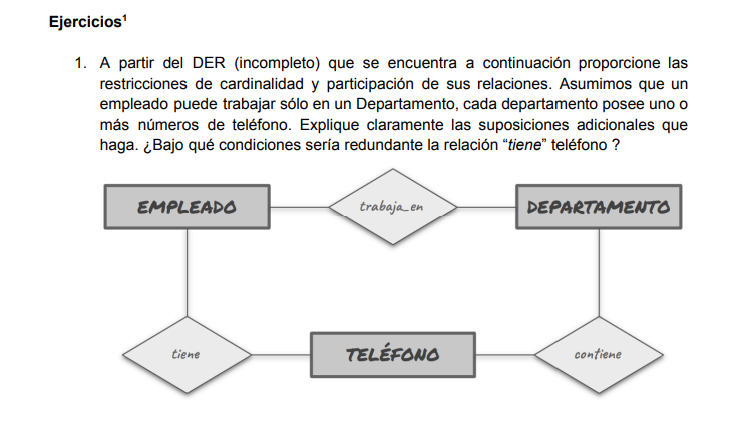 Ejercicios¹
1. A partir del DER (incompleto) que se encuentra a continuación proporcione las
restricciones de cardinalidad y participación de sus relaciones. Asumimos que un
empleado puede trabajar sólo en un Departamento, cada departamento posee uno o
más números de teléfono. Explique claramente las suposiciones adicionales que
haga. ¿Bajo qué condiciones sería redundante la relación “tiene” teléfono ?
EMPLEADO
trabaja_en
DEPARTAMENTO
tiene
TELÉFONO
contiene